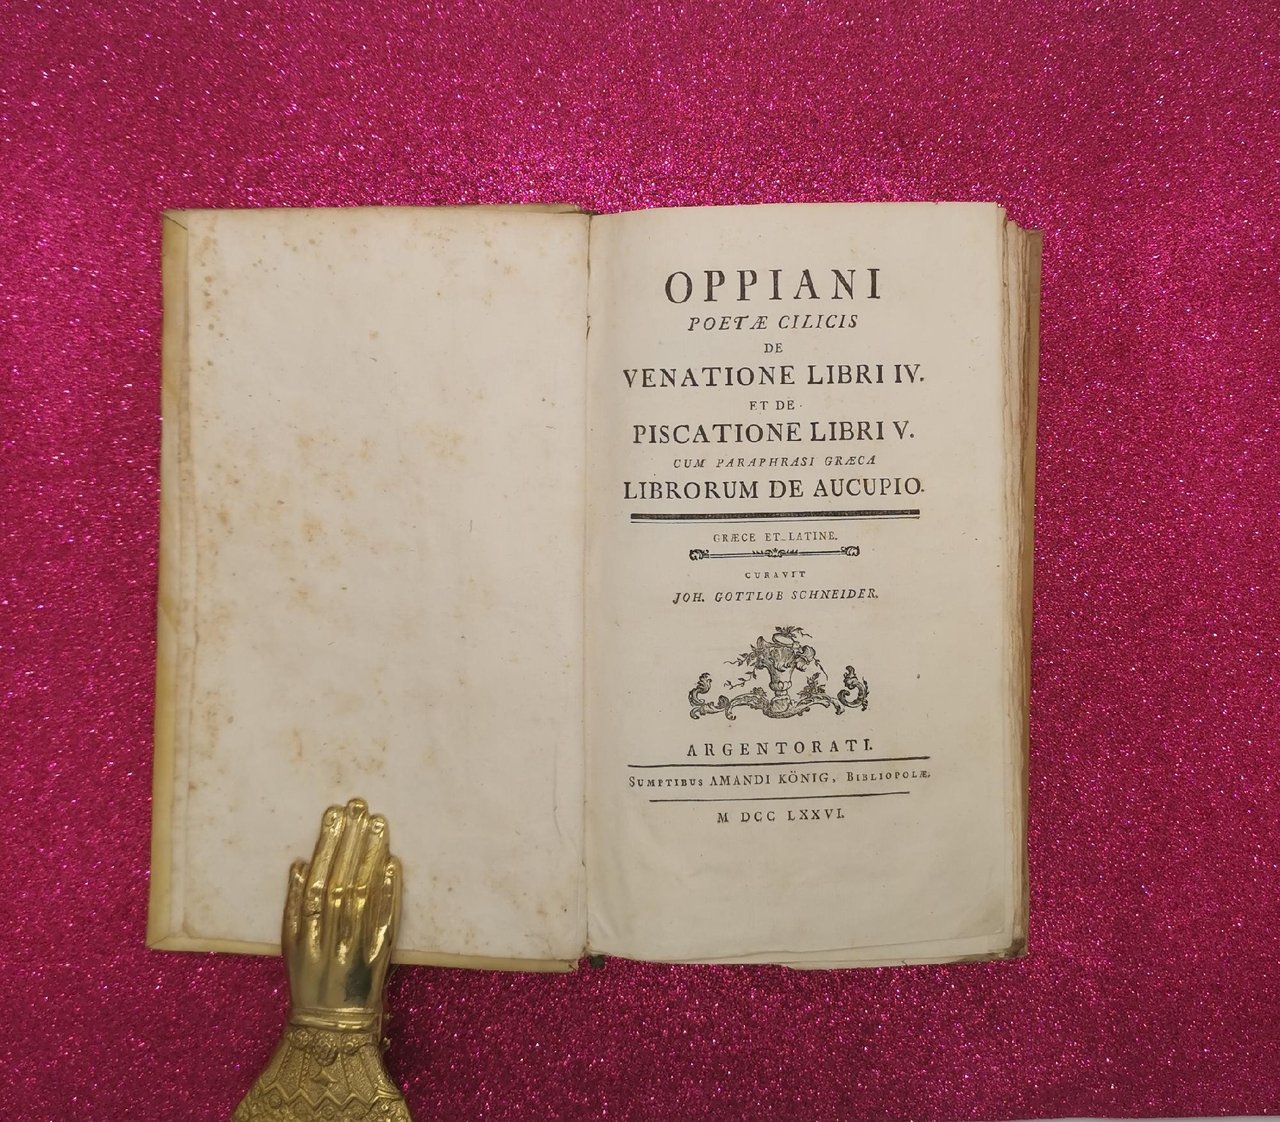 OPPIANI
POETÆ CILICIS
DE
VENATIONE LIBRI IV.
ET DE
PISCATIONE LIBRI V.
CUM PARAPHRASI GRÆCA
LIBRORUM DE AUCUPIO.
GRÆCE ET LATINE.
CURAVIT
JOH. GOTTLOB SCHNEIDER.
ARGENTORATI.
SUMPTIBUS AMANDI KÖNIG, BIBLIOPOLÆ.
M DCC LXXVI.